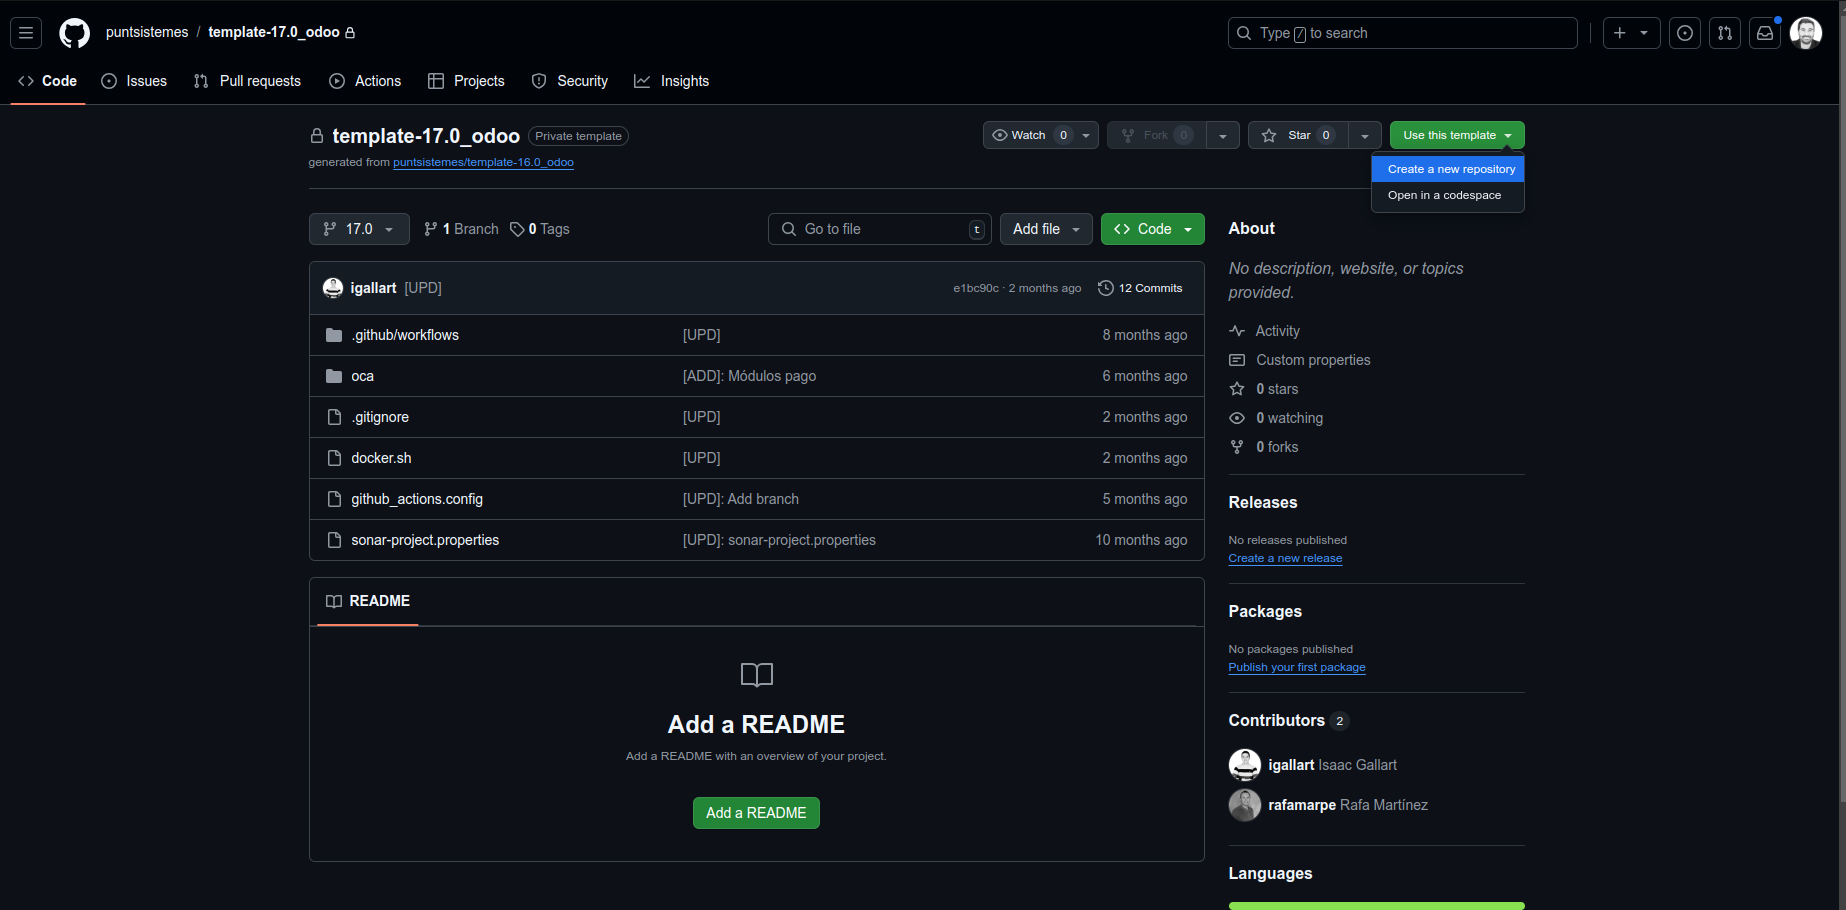 puntsistemes / template-17.0_odoo
Type / to search
Code Issues Pull requests Actions Projects Security Insights
template-17.0_odoo Private template
Watch 0 Fork 0 Star 0 Use this template
generated from puntsistemes/template-16.0_odoo
Create a new repository
Open in a codespace
17.0 1 Branch 0 Tags Go to file t Add file Code
igallart [UPD] e1bc90c · 2 months ago 12 Commits
.github/workflows [UPD] 8 months ago
oca [ADD]: Módulos pago 6 months ago
.gitignore [UPD] 2 months ago
docker.sh [UPD] 2 months ago
github_actions.config [UPD]: Add branch 5 months ago
sonar-project.properties [UPD]: sonar-project.properties 10 months ago
README
Add a README
Add a README with an overview of your project.
Add a README
About
No description, website, or topics
provided.
Activity
Custom properties
0 stars
0 watching
0 forks
Releases
No releases published
Create a new release
Packages
No packages published
Publish your first package
Contributors 2
igallart Isaac Gallart
rafamarpe Rafa Martínez
Languages